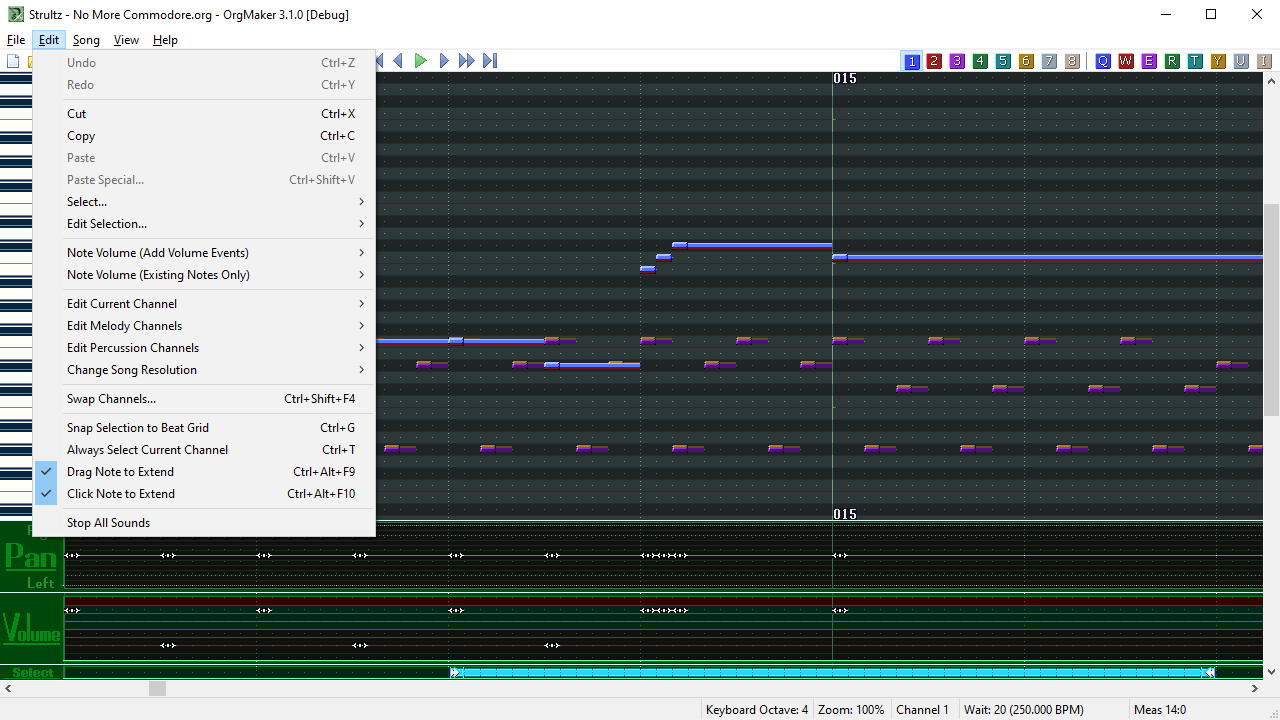 Strultz - No More Commodore.org - OrgMaker 3.1.0 [Debug]
File Edit Song View Help
1 2 3 4 5 6 7 8 Q W E R T Y U I
Undo Ctrl+Z
Redo Ctrl+Y
Cut Ctrl+X
Copy Ctrl+C
Paste Ctrl+V
Paste Special... Ctrl+Shift+V
Select...
Edit Selection...
Note Volume (Add Volume Events)
Note Volume (Existing Notes Only)
Edit Current Channel
Edit Melody Channels
Edit Percussion Channels
Change Song Resolution
Swap Channels... Ctrl+Shift+F4
Snap Selection to Beat Grid Ctrl+G
Always Select Current Channel Ctrl+T
Drag Note to Extend Ctrl+Alt+F9
Click Note to Extend Ctrl+Alt+F10
Stop All Sounds
015
015
Pan
Left
Volume
Select
Keyboard Octave: 4 Zoom: 100% Channel 1 Wait: 20 (250.000 BPM) Meas 14:0